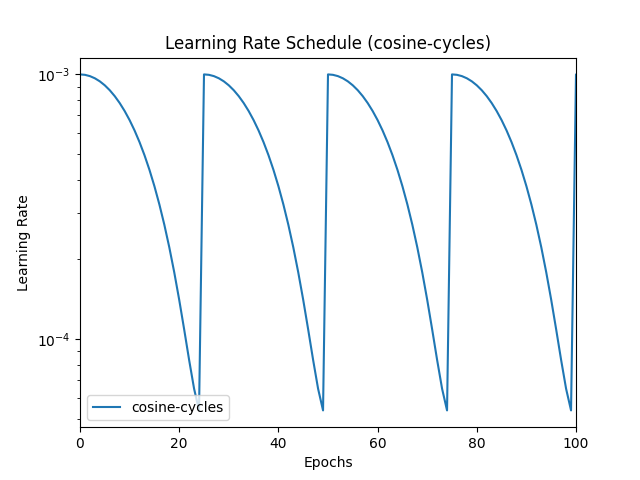 Learning Rate Schedule (cosine-cycles)
Learning Rate
10⁻³
10⁻⁴
cosine-cycles
0 20 40 60 80 100
Epochs